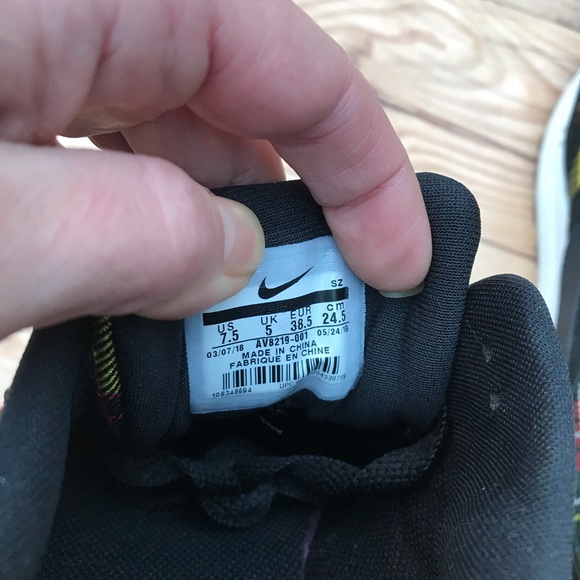 SZ
US UK EUR cm
7.5 5 38.5 24.5
03/07/18 AV8219-001 05/24/18
MADE IN CHINA
FABRIQUE EN CHINE
UPC